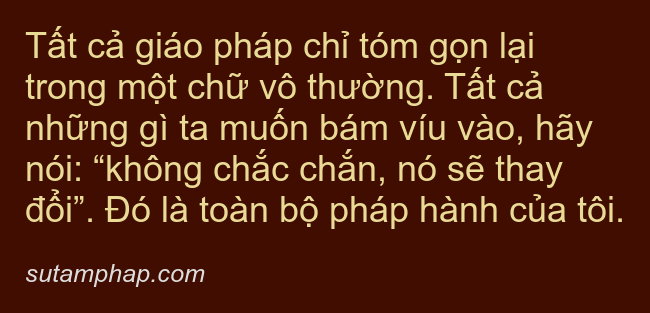 Tất cả giáo pháp chỉ tóm gọn lại
trong một chữ vô thường. Tất cả
những gì ta muốn bám víu vào, hãy
nói: “không chắc chắn, nó sẽ thay
đổi”. Đó là toàn bộ pháp hành của tôi.
sutamphap.com